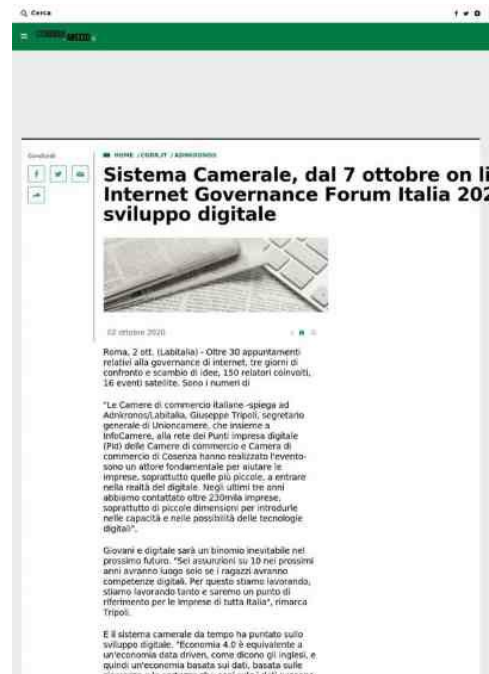 Cerca
CORRIERE AREZZO
Condividi
HOME / CORR.IT / ADNKRONOS
Sistema Camerale, dal 7 ottobre on li
Internet Governance Forum Italia 202
sviluppo digitale
02 ottobre 2020
Roma, 2 ott. (Labitalia) - Oltre 30 appuntamenti
relativi alla governance di internet, tre giorni di
confronto e scambio di idee, 150 relatori coinvolti,
16 eventi satellite. Sono i numeri di
"Le Camere di commercio italiane -spiega ad
Adnkronos/Labitalia, Giuseppe Tripoli, segretario
generale di Unioncamere, che insieme a
InfoCamere, alla rete dei Punti impresa digitale
(Pid) delle Camere di commercio e Camera di
commercio di Cosenza hanno realizzato l'evento-
sono un attore fondamentale per aiutare le
imprese, soprattutto quelle più piccole, a entrare
nella realtà del digitale. Negli ultimi tre anni
abbiamo contattato oltre 230mila imprese,
soprattutto di piccole dimensioni per introdurle
nelle capacità e nelle possibilità delle tecnologie
digitali".
Giovani e digitale sarà un binomio inevitabile nel
prossimo futuro. "Sei assunzioni su 10 nei prossimi
anni avranno luogo solo se i ragazzi avranno
competenze digitali. Per questo stiamo lavorando,
stiamo lavorando tanto e saremo un punto di
riferimento per le imprese di tutta Italia", rimarca
Tripoli.
E il sistema camerale da tempo ha puntato sullo
sviluppo digitale. "Economia 4.0 è equivalente a
un'economia data driven, come dicono gli inglesi, e
quindi un'economia basata sui dati, basata sulle